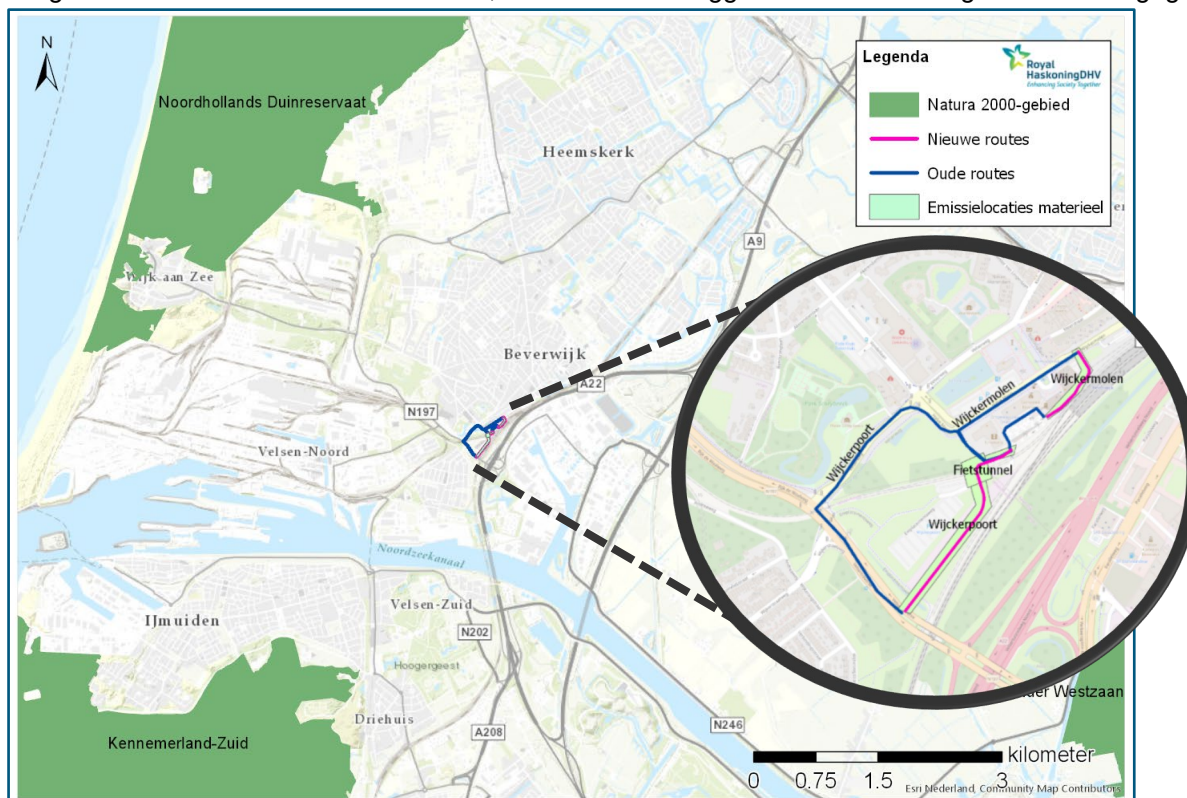 N
Noordhollands Duinreservaat
Legenda
Royal
HaskoningDHV
Enhancing Society Together
Natura 2000-gebied
Nieuwe routes
Oude routes
Emissielocaties materieel
Heemskerk
A9
Wijk aan Zee
Beverwijk
A22
N197
Velsen-Noord
Wijckermolen
Wijckermolen
Wijckerpoort
Fietstunnel
Wijckerpoort
Noordzeekanaal
Velsen-Zuid
IJmuiden
N202
Hoogergeest
Westzaan
Driehuis
Kennemerland-Zuid
A208
N246
kilometer
0 0.75 1.5 3
Esri Nederland, Community Map Contributors